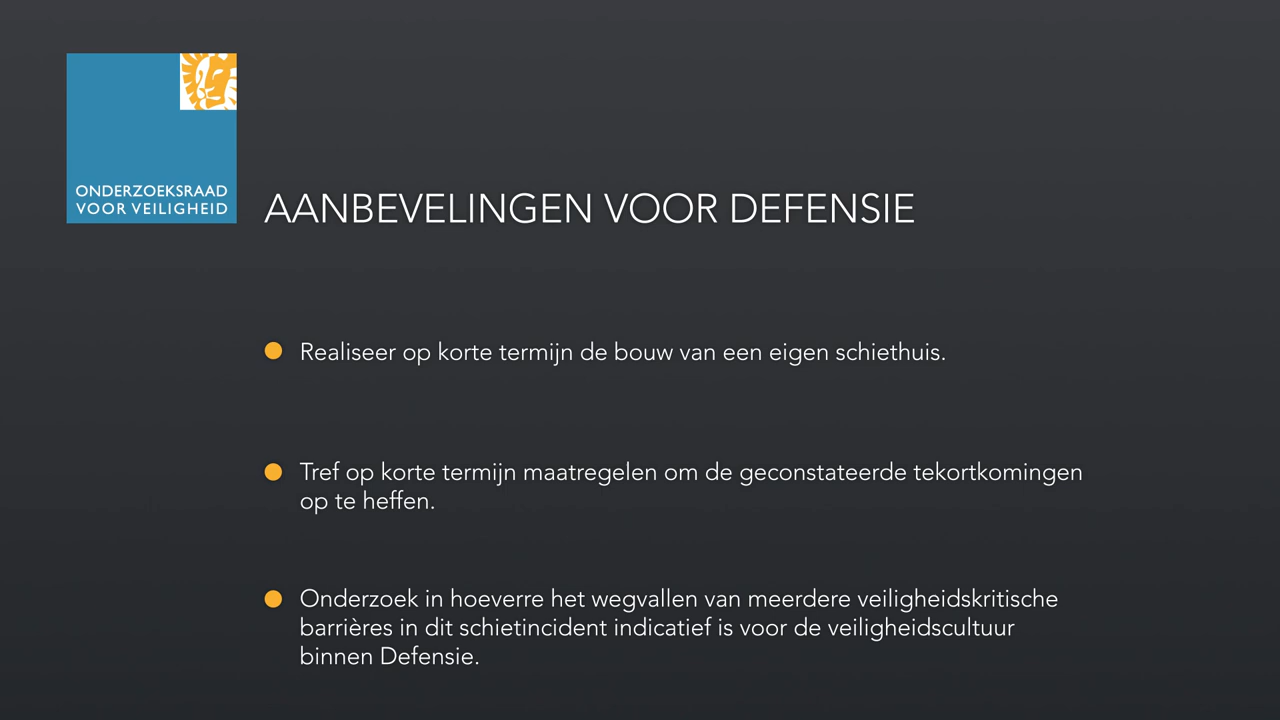 ONDERZOEKSRAAD
VOOR VEILIGHEID
AANBEVELINGEN VOOR DEFENSIE
Realiseer op korte termijn de bouw van een eigen schiethuis.
Tref op korte termijn maatregelen om de geconstateerde tekortkomingen
op te heffen.
Onderzoek in hoeverre het wegvallen van meerdere veiligheidskritische
barrières in dit schietincident indicatief is voor de veiligheidscultuur
binnen Defensie.